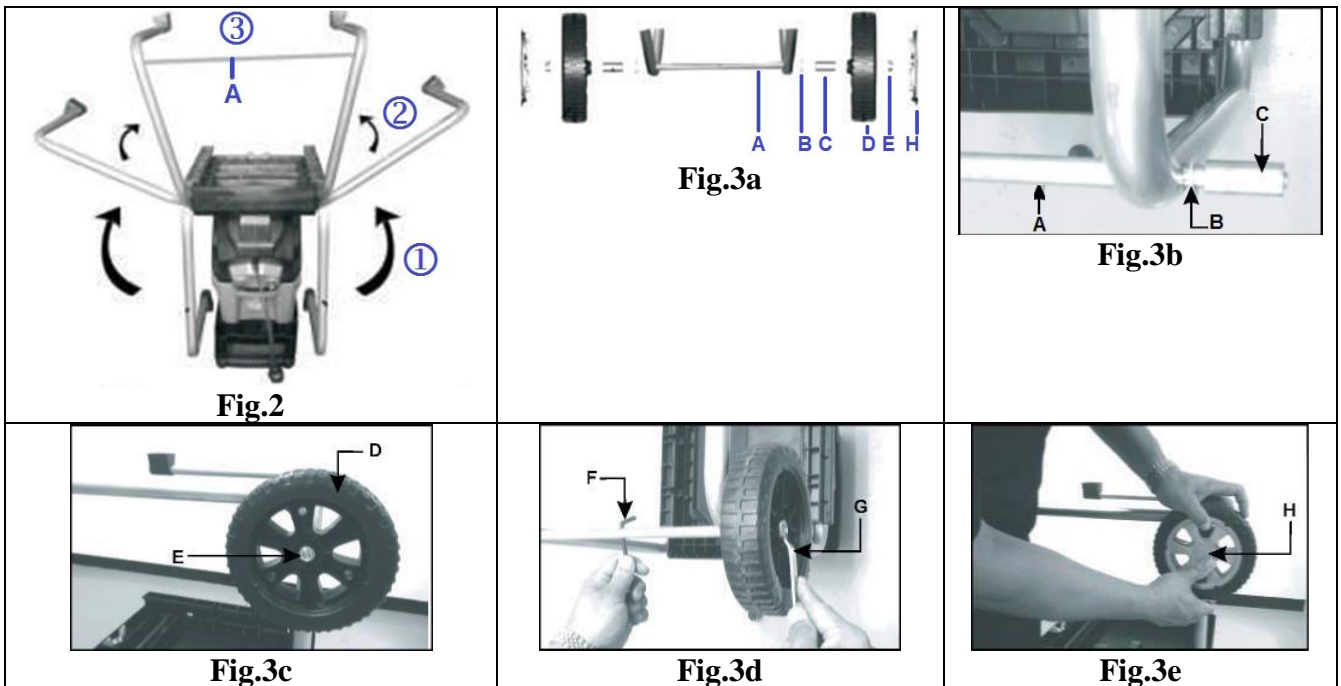 ③
A
②
①
Fig.2
A B C D E H
Fig.3a
C
A
B
Fig.3b
D
E
Fig.3c
F
G
Fig.3d
H
Fig.3e